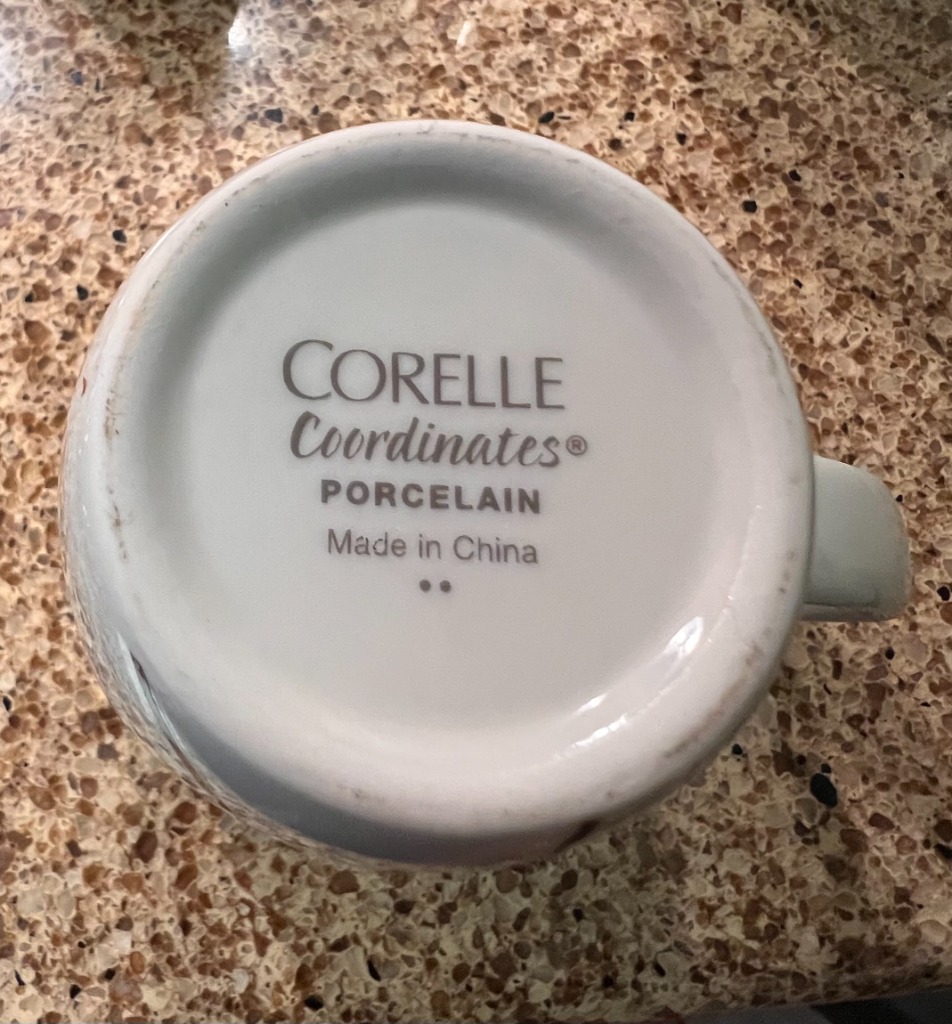 CORELLE
Coordinates®
PORCELAIN
Made in China